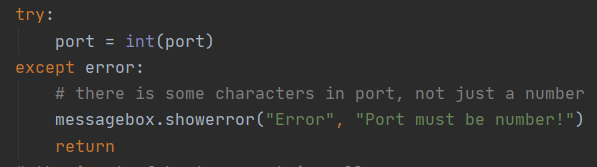 try:
    port = int(port)
except error:
    # there is some characters in port, not just a number
    messagebox.showerror("Error", "Port must be number!")
    return